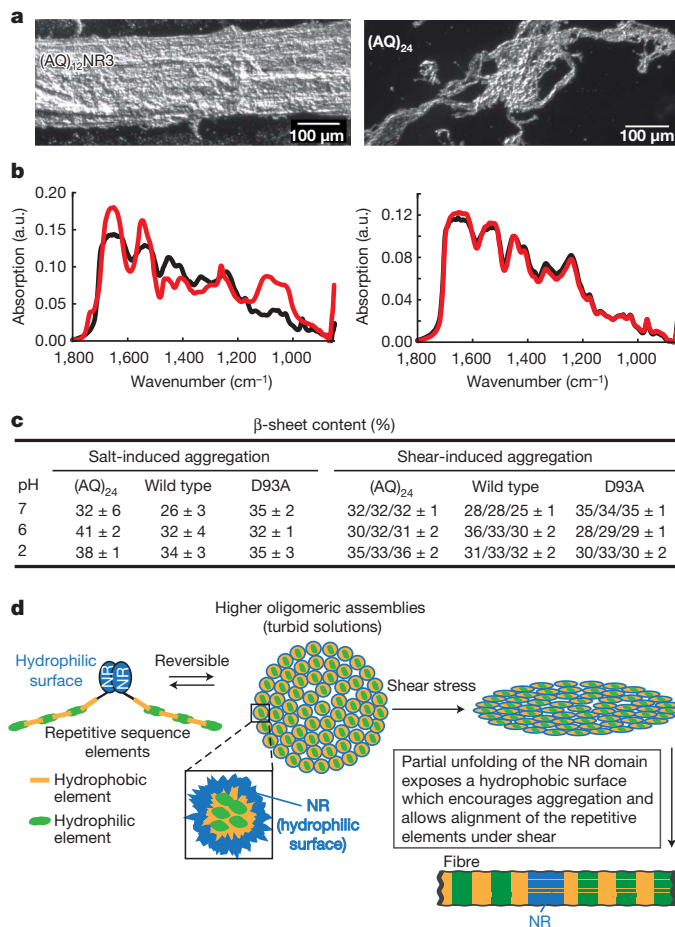 a
(AQ)12NR3
100 µm
(AQ)24
100 µm
b
Absorption (a.u.)
0.20
0.15
0.10
0.05
1,800 1,600 1,400 1,200 1,000
Wavenumber (cm⁻¹)
Absorption (a.u.)
0.12
0.08
0.04
0.00
1,800 1,600 1,400 1,200 1,000
Wavenumber (cm⁻¹)
c
β-sheet content (%)
Salt-induced aggregation Shear-induced aggregation
pH (AQ)24 Wild type D93A (AQ)24 Wild type D93A
7 32 ± 6 26 ± 3 35 ± 2 32/32/32 ± 1 28/28/25 ± 1 35/34/35 ± 1
6 41 ± 2 32 ± 4 32 ± 1 30/32/31 ± 2 36/33/30 ± 2 28/29/29 ± 1
2 38 ± 1 34 ± 3 35 ± 3 35/33/36 ± 2 31/33/32 ± 2 30/33/30 ± 2
d
Higher oligomeric assemblies
(turbid solutions)
Hydrophilic
surface
NR NR
Reversible
Shear stress
Repetitive sequence
elements
Hydrophobic
element
Hydrophilic
element
NR
(hydrophilic
surface)
Partial unfolding of the NR domain
exposes a hydrophobic surface
which encourages aggregation and
allows alignment of the repetitive
elements under shear
Fibre
NR